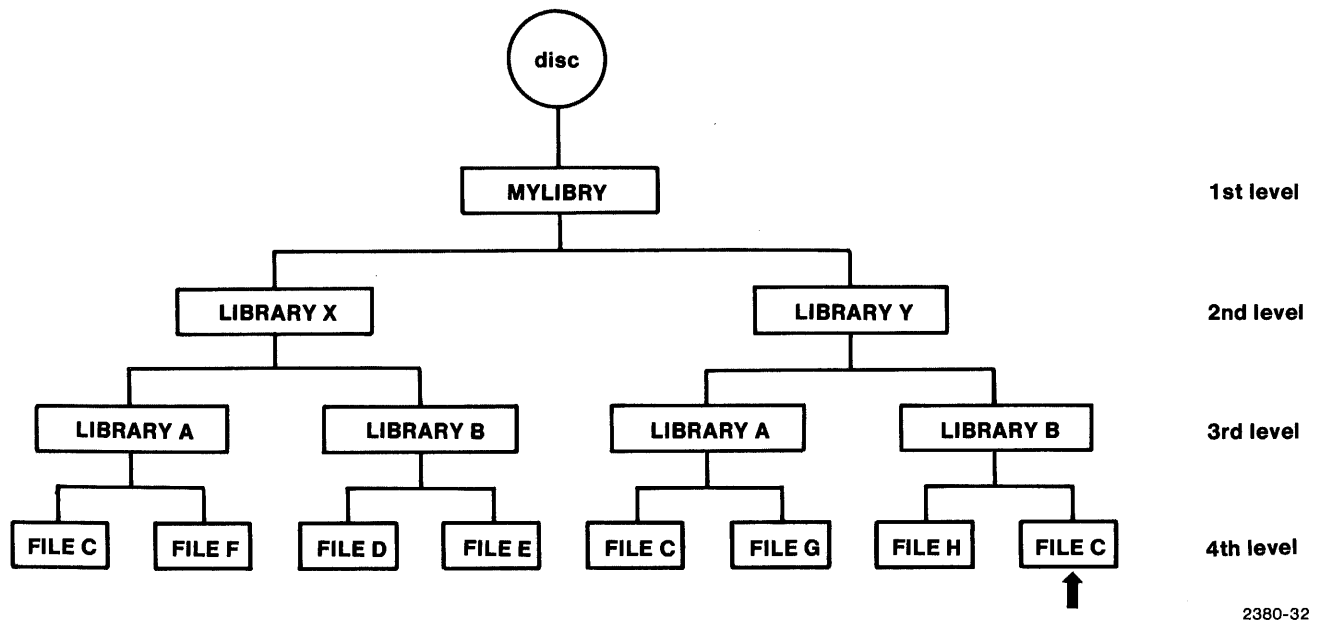 disc
MYLIBRY
1st level
LIBRARY X
LIBRARY Y
2nd level
LIBRARY A
LIBRARY B
LIBRARY A
LIBRARY B
3rd level
FILE C
FILE F
FILE D
FILE E
FILE C
FILE G
FILE H
FILE C
4th level
2380-32